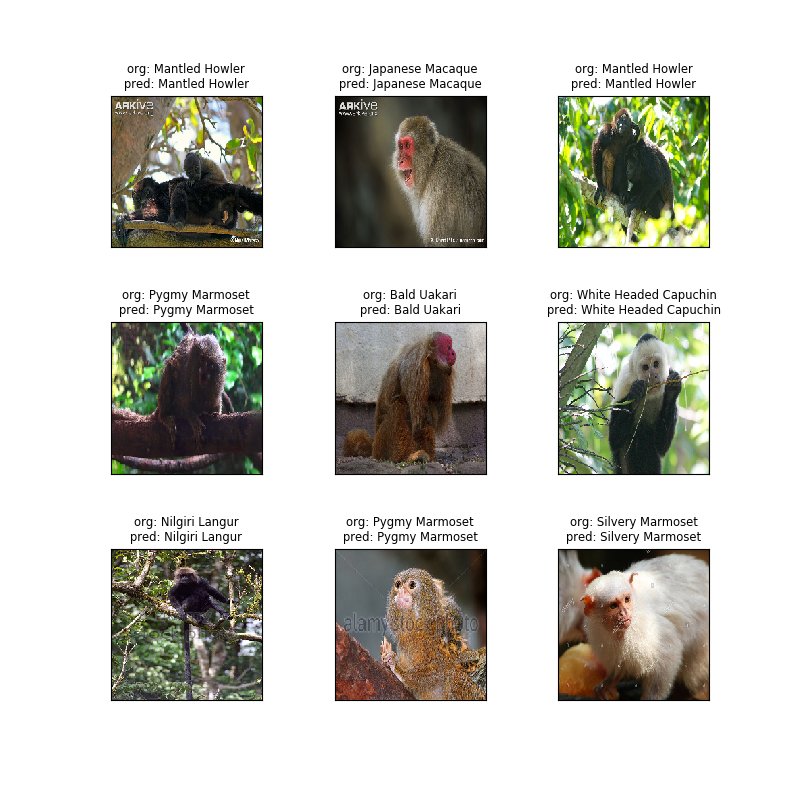 org: Mantled Howler
pred: Mantled Howler
org: Japanese Macaque
pred: Japanese Macaque
org: Mantled Howler
pred: Mantled Howler
ARKive
ARKive
org: Pygmy Marmoset
pred: Pygmy Marmoset
org: Bald Uakari
pred: Bald Uakari
org: White Headed Capuchin
pred: White Headed Capuchin
org: Nilgiri Langur
pred: Nilgiri Langur
org: Pygmy Marmoset
pred: Pygmy Marmoset
org: Silvery Marmoset
pred: Silvery Marmoset
alamy stock photo